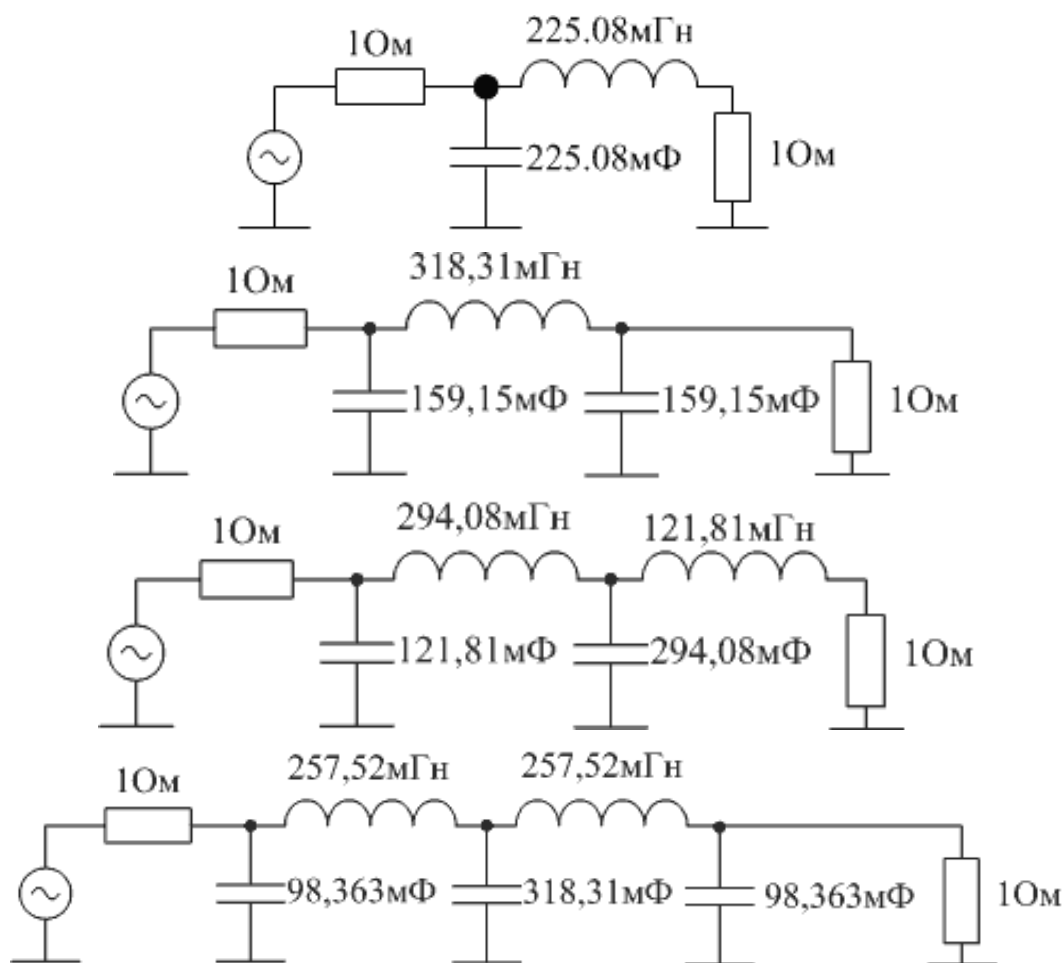 1Ом
225.08мГн
225.08мФ
1Ом
1Ом
318,31мГн
159,15мФ
159,15мФ
1Ом
1Ом
294,08мГн
121,81мГн
121,81мФ
294,08мФ
1Ом
1Ом
257,52мГн
257,52мГн
98,363мФ
318,31мФ
98,363мФ
1Ом